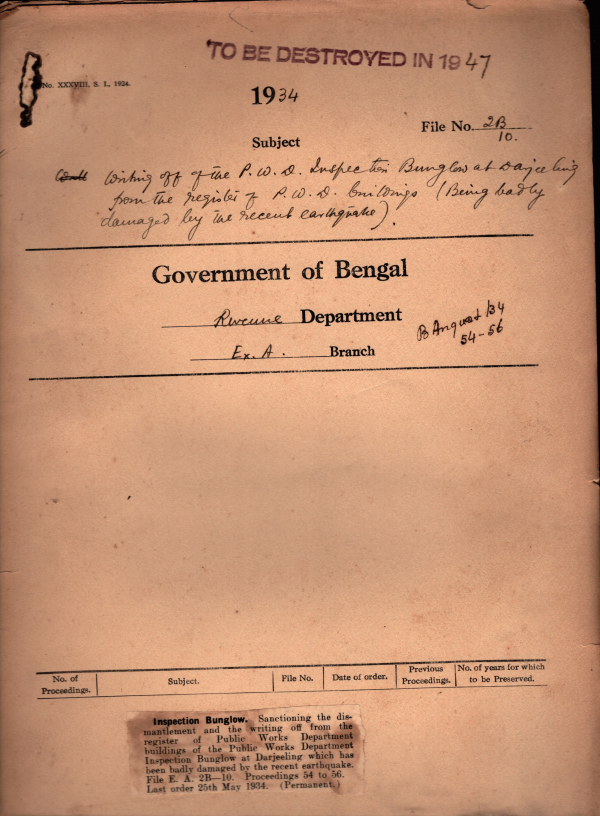 TO BE DESTROYED IN 1947
No. XXXVIII. S. I., 1924.
1934
File No. 2B
10.
Subject
Writing off of the P. W. D. Inspection Bunglow at Darjeeling
from the register of P. W. D. buildings (Being badly
damaged by the recent earthquake).
Government of Bengal
Revenue Department
B August/34
54-56
Ex. A. Branch
No. of Proceedings. Subject. File No. Date of order. Previous Proceedings. No. of years for which to be Preserved.
Inspection Bunglow. Sanctioning the dis-
mantlement and the writing off from the
register of Public Works Department
buildings of the Public Works Department
Inspection Bunglow at Darjeeling which has
been badly damaged by the recent earthquake.
File E. A. 2B—10. Proceedings 54 to 56.
Last order 25th May 1934. (Permanent.)